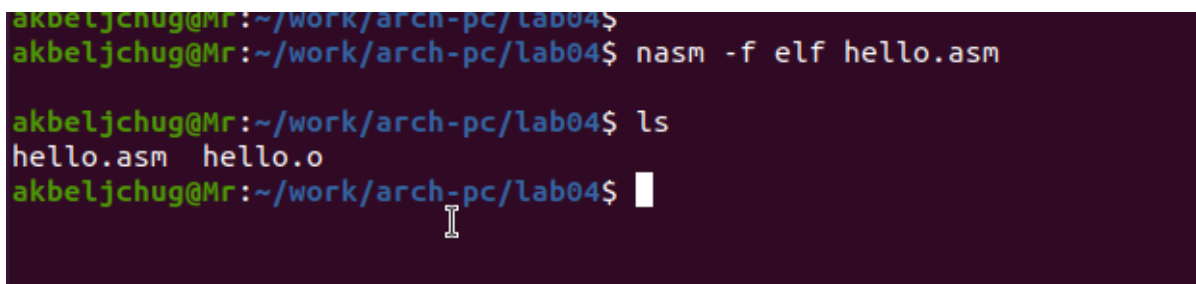 akbeljchug@Mr:~/work/arch-pc/lab04$
akbeljchug@Mr:~/work/arch-pc/lab04$ nasm -f elf hello.asm
akbeljchug@Mr:~/work/arch-pc/lab04$ ls
hello.asm  hello.o
akbeljchug@Mr:~/work/arch-pc/lab04$